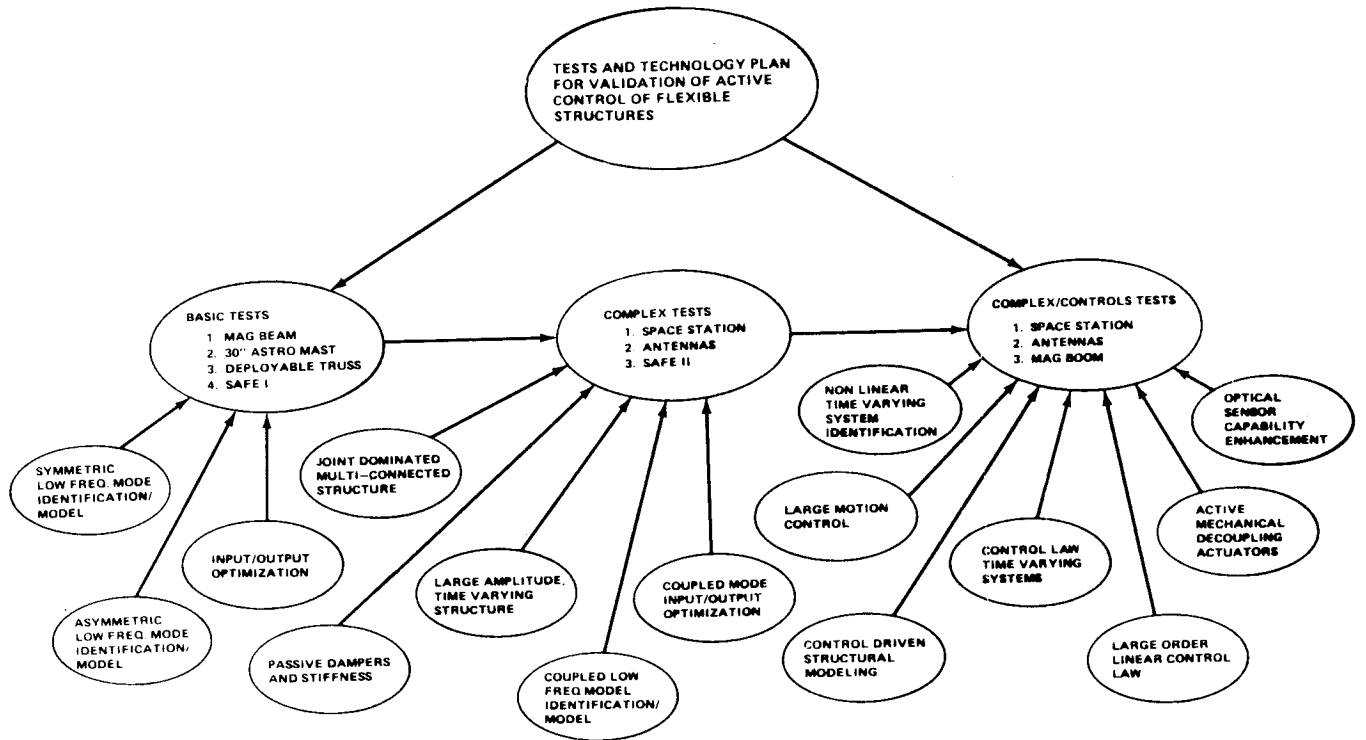 TESTS AND TECHNOLOGY PLAN
FOR VALIDATION OF ACTIVE
CONTROL OF FLEXIBLE
STRUCTURES
BASIC TESTS
1 MAG BEAM
2. 30" ASTRO MAST
3. DEPLOYABLE TRUSS
4. SAFE I
COMPLEX TESTS
1. SPACE STATION
2. ANTENNAS
3. SAFE II
COMPLEX/CONTROLS TESTS
1. SPACE STATION
2. ANTENNAS
3. MAG BOOM
SYMMETRIC
LOW FREQ. MODE
IDENTIFICATION/
MODEL
ASYMMETRIC
LOW FREQ. MODE
IDENTIFICATION/
MODEL
INPUT/OUTPUT
OPTIMIZATION
JOINT DOMINATED
MULTI-CONNECTED
STRUCTURE
PASSIVE DAMPERS
AND STIFFNESS
LARGE AMPLITUDE,
TIME VARYING
STRUCTURE
COUPLED LOW
FREQ MODEL
IDENTIFICATION/
MODEL
COUPLED MODE
INPUT/OUTPUT
OPTIMIZATION
NON LINEAR
TIME VARYING
SYSTEM
IDENTIFICATION
LARGE MOTION
CONTROL
CONTROL DRIVEN
STRUCTURAL
MODELING
CONTROL LAW
TIME VARYING
SYSTEMS
LARGE ORDER
LINEAR CONTROL
LAW
ACTIVE
MECHANICAL
DECOUPLING
ACTUATORS
OPTICAL
SENSOR
CAPABILITY
ENHANCEMENT